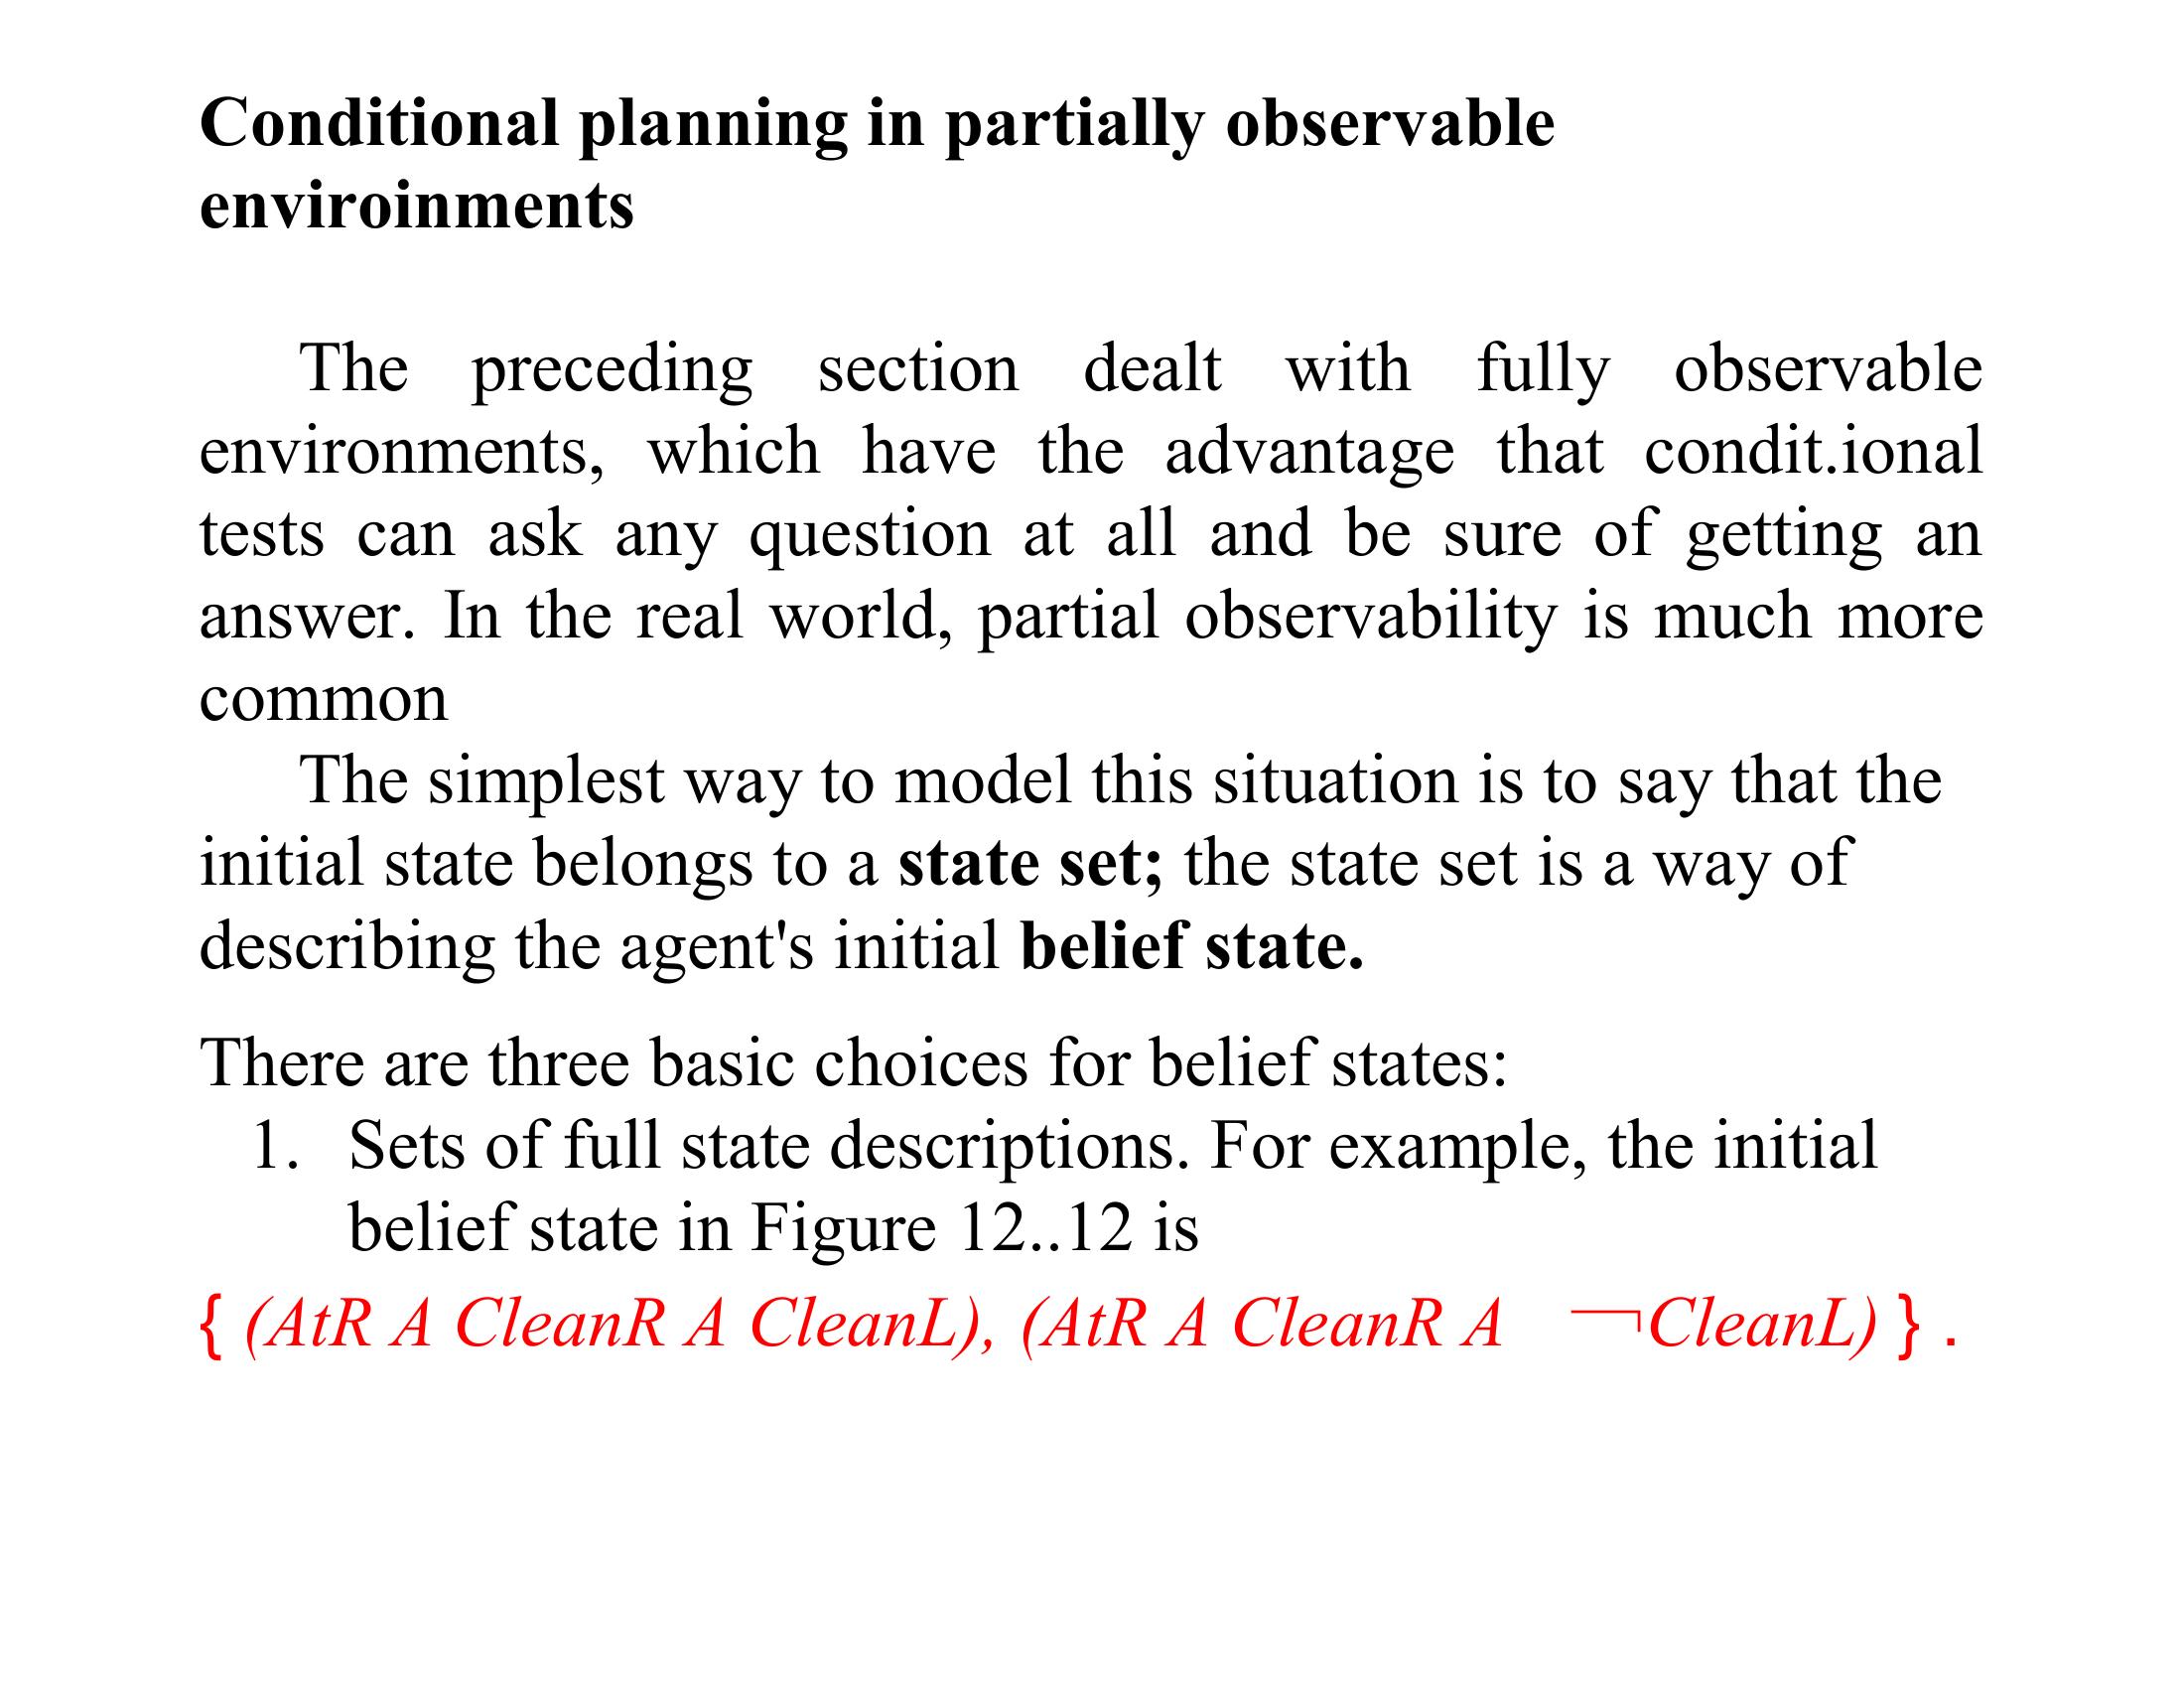 Conditional planning in partially observable
enviroinments
The preceding section dealt with fully observable
environments, which have the advantage that condit.ional
tests can ask any question at all and be sure of getting an
answer. In the real world, partial observability is much more
common
The simplest way to model this situation is to say that the
initial state belongs to a state set; the state set is a way of
describing the agent's initial belief state.
There are three basic choices for belief states:
1. Sets of full state descriptions. For example, the initial
belief state in Figure 12..12 is
{ (AtR A CleanR A CleanL), (AtR A CleanR A ¬CleanL) } .